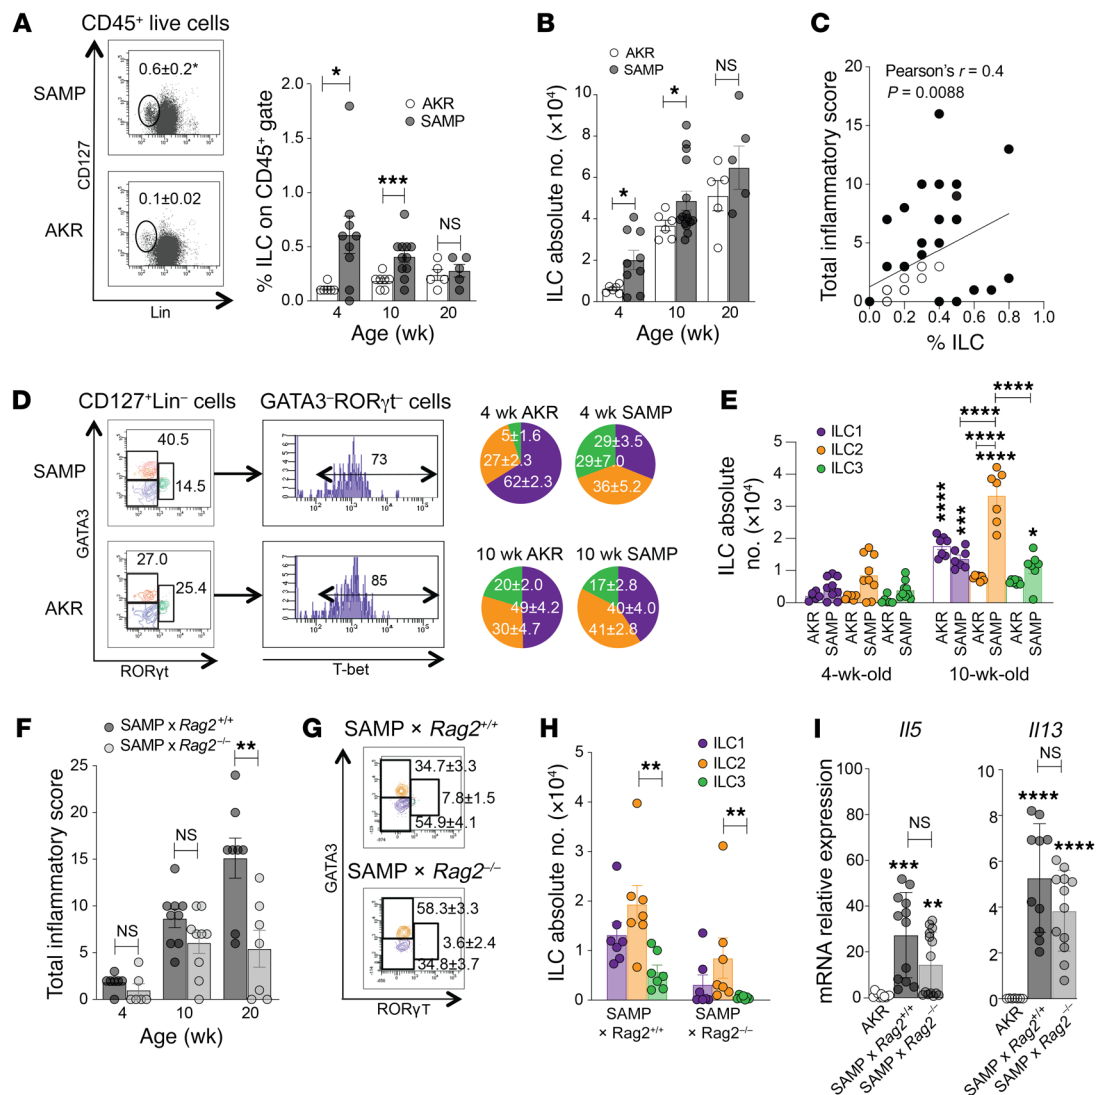 A
CD45⁺ live cells
SAMP
0.6±0.2*
AKR
0.1±0.02
CD127
Lin
% ILC on CD45⁺ gate
2.0
1.5
1.0
0.5
0.0
*
***
NS
AKR
SAMP
4
10
20
Age (wk)
B
AKR
SAMP
ILC absolute no. (×10⁴)
10
8
6
4
2
0
*
*
NS
4
10
20
Age (wk)
C
Pearson's r = 0.4
P = 0.0088
Total inflammatory score
20
15
10
5
0
0.0
0.2
0.4
0.6
0.8
1.0
% ILC
D
CD127⁺Lin⁻ cells
GATA3⁻RORγt⁻ cells
SAMP
40.5
14.5
73
AKR
27.0
25.4
85
GATA3
RORγt
T-bet
4 wk AKR
5±1.6
27±2.3
62±2.3
4 wk SAMP
29±3.5
29±7.0
36±5.2
10 wk AKR
20±2.0
49±4.2
30±4.7
10 wk SAMP
17±2.8
40±4.0
41±2.8
E
ILC1
ILC2
ILC3
ILC absolute
no. (×10⁴)
5
4
3
2
1
0
****
****
****
****
****
***
*
AKR
SAMP
AKR
SAMP
AKR
SAMP
AKR
SAMP
AKR
SAMP
AKR
SAMP
4-wk-old
10-wk-old
F
SAMP x Rag2⁺/⁺
SAMP x Rag2⁻/⁻
Total inflammatory score
25
20
15
10
5
0
NS
NS
**
4
10
20
Age (wk)
G
SAMP × Rag2⁺/⁺
34.7±3.3
7.8±1.5
54.9±4.1
SAMP × Rag2⁻/⁻
58.3±3.3
3.6±2.4
34.8±3.7
GATA3
RORγT
H
ILC1
ILC2
ILC3
ILC absolute no. (×10⁴)
5
4
3
2
1
0
**
**
SAMP
× Rag2⁺/⁺
SAMP
× Rag2⁻/⁻
I
Il5
Il13
mRNA relative expression
100
80
60
40
20
0
NS
***
**
AKR
SAMP x Rag2⁺/⁺
SAMP x Rag2⁻/⁻
10
8
6
4
2
0
NS
****
****
AKR
SAMP x Rag2⁺/⁺
SAMP x Rag2⁻/⁻